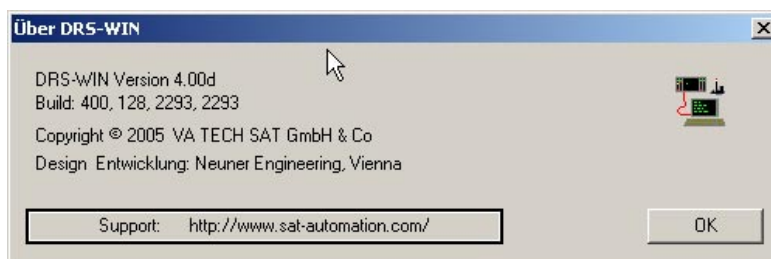 Über DRS-WIN
DRS-WIN Version 4.00d
Build: 400, 128, 2293, 2293
Copyright © 2005 VA TECH SAT GmbH & Co
Design Entwicklung: Neuner Engineering, Vienna
Support: http://www.sat-automation.com/
OK